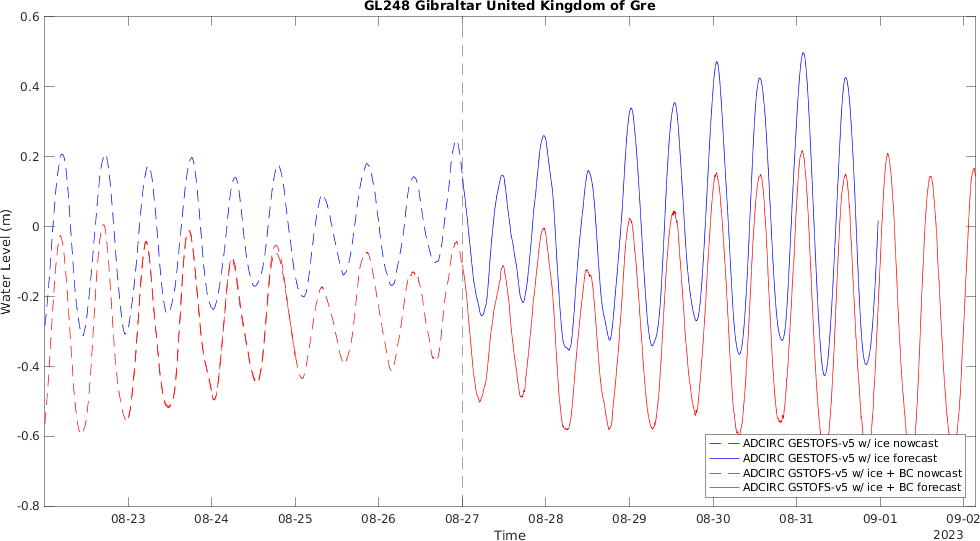 GL248 Gibraltar United Kingdom of Gre
0.6
0.4
0.2
0
-0.2
-0.4
-0.6
-0.8
Water Level (m)
ADCIRC GESTOFS-v5 w/ ice nowcast
ADCIRC GESTOFS-v5 w/ ice forecast
ADCIRC GSTOFS-v5 w/ ice + BC nowcast
ADCIRC GSTOFS-v5 w/ ice + BC forecast
08-23 08-24 08-25 08-26 08-27 08-28 08-29 08-30 08-31 09-01 09-02
Time
2023